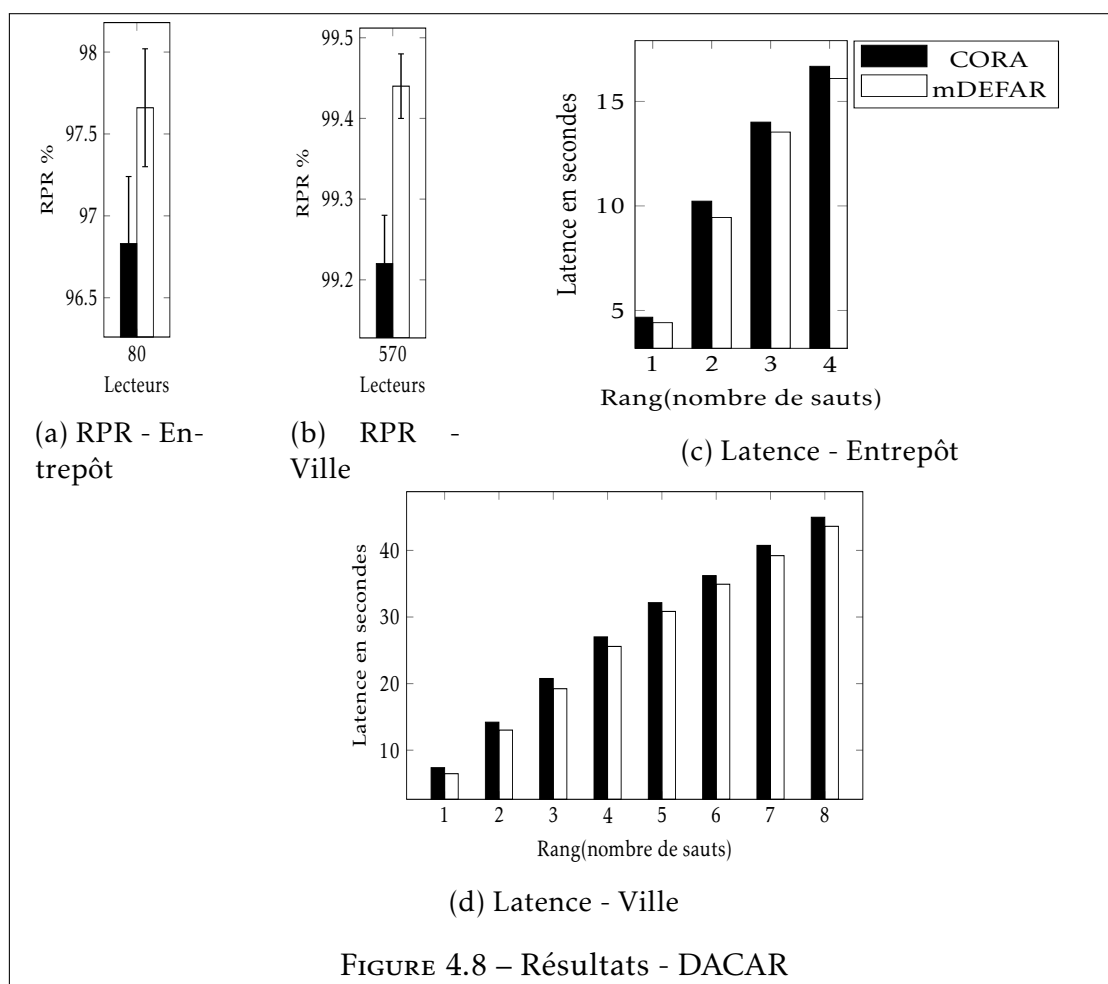 98
97.5
97
96.5
RPR %
80
Lecteurs
(a) RPR - En-
trepôt
99.5
99.4
99.3
99.2
RPR %
570
Lecteurs
(b) RPR -
Ville
15
10
5
Latence en secondes
1 2 3 4
Rang(nombre de sauts)
CORA
mDEFAR
(c) Latence - Entrepôt
40
30
20
10
Latence en secondes
1 2 3 4 5 6 7 8
Rang(nombre de sauts)
(d) Latence - Ville
FIGURE 4.8 – Résultats - DACAR